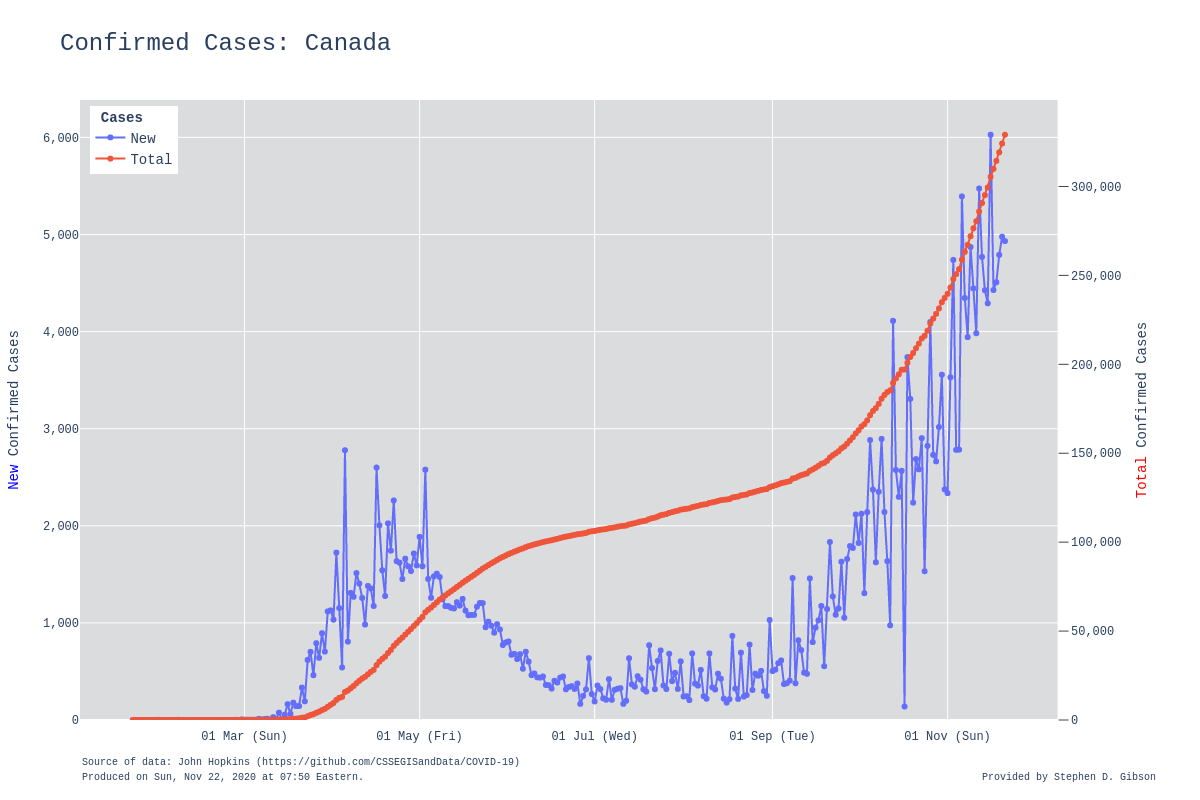 Confirmed Cases: Canada
Cases
New
Total
6,000
5,000
4,000
3,000
2,000
1,000
0
New Confirmed Cases
300,000
250,000
200,000
150,000
100,000
50,000
0
Total Confirmed Cases
01 Mar (Sun)
01 May (Fri)
01 Jul (Wed)
01 Sep (Tue)
01 Nov (Sun)
Source of data: John Hopkins (https://github.com/CSSEGISandData/COVID-19)
Produced on Sun, Nov 22, 2020 at 07:50 Eastern.
Provided by Stephen D. Gibson